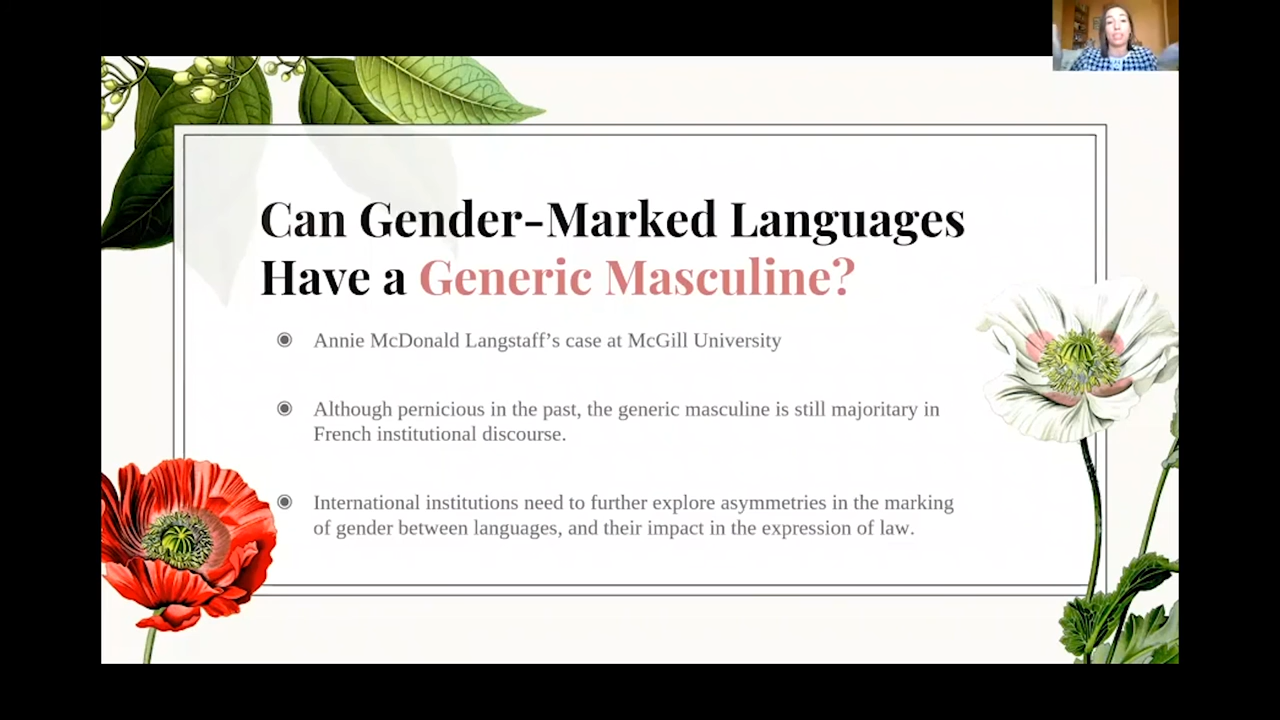 Can Gender-Marked Languages
Have a Generic Masculine?
◉ Annie McDonald Langstaff’s case at McGill University
◉ Although pernicious in the past, the generic masculine is still majoritary in
French institutional discourse.
◉ International institutions need to further explore asymmetries in the marking
of gender between languages, and their impact in the expression of law.